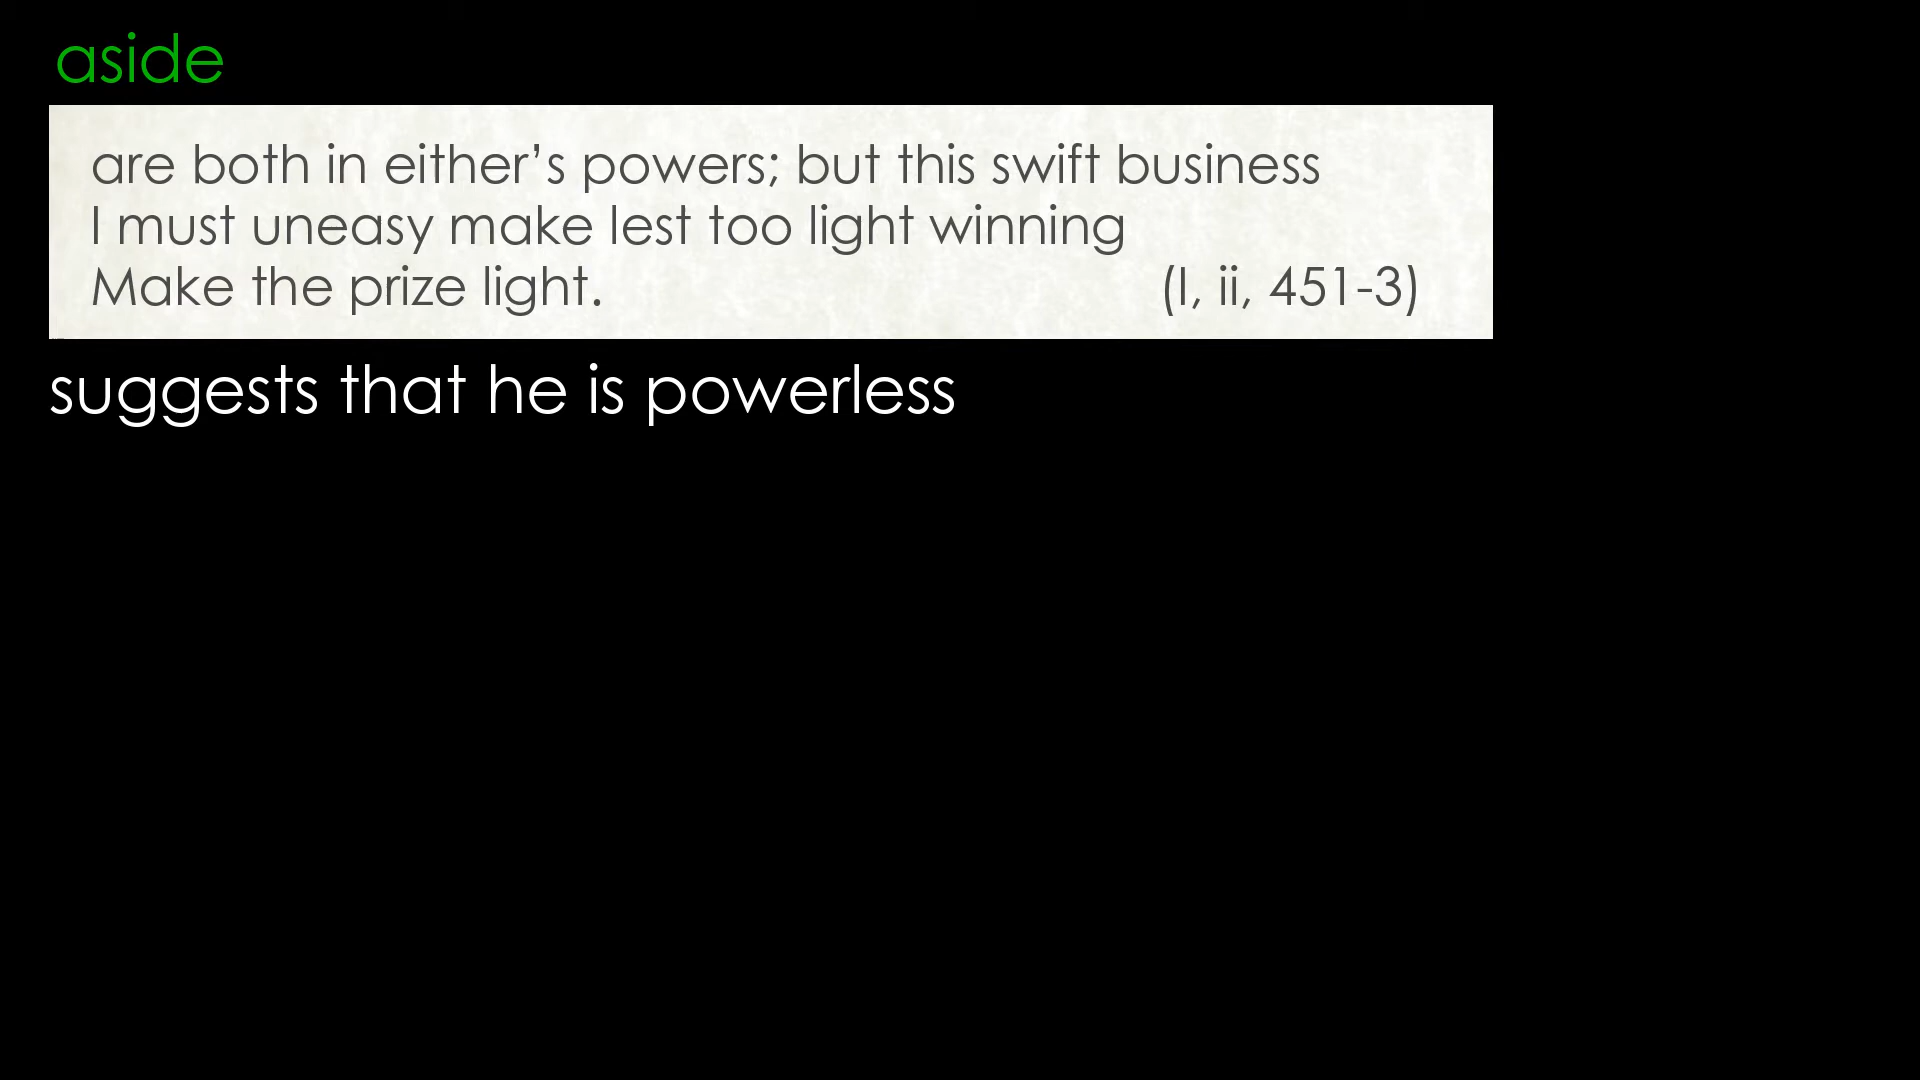 aside
are both in either’s powers; but this swift business
I must uneasy make lest too light winning
Make the prize light. (I, ii, 451-3)
suggests that he is powerless